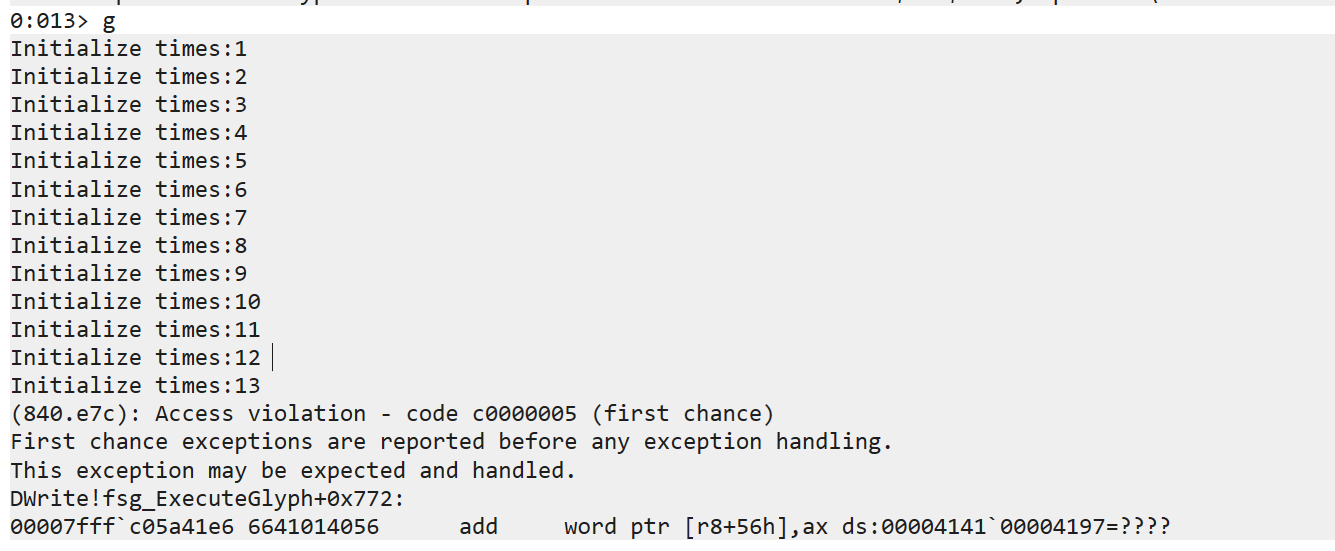 0:013> g
Initialize times:1
Initialize times:2
Initialize times:3
Initialize times:4
Initialize times:5
Initialize times:6
Initialize times:7
Initialize times:8
Initialize times:9
Initialize times:10
Initialize times:11
Initialize times:12
Initialize times:13
(840.e7c): Access violation - code c0000005 (first chance)
First chance exceptions are reported before any exception handling.
This exception may be expected and handled.
DWrite!fsg_ExecuteGlyph+0x772:
00007fff`c05a41e6 6641014056      add     word ptr [r8+56h],ax ds:00004141`00004197=????